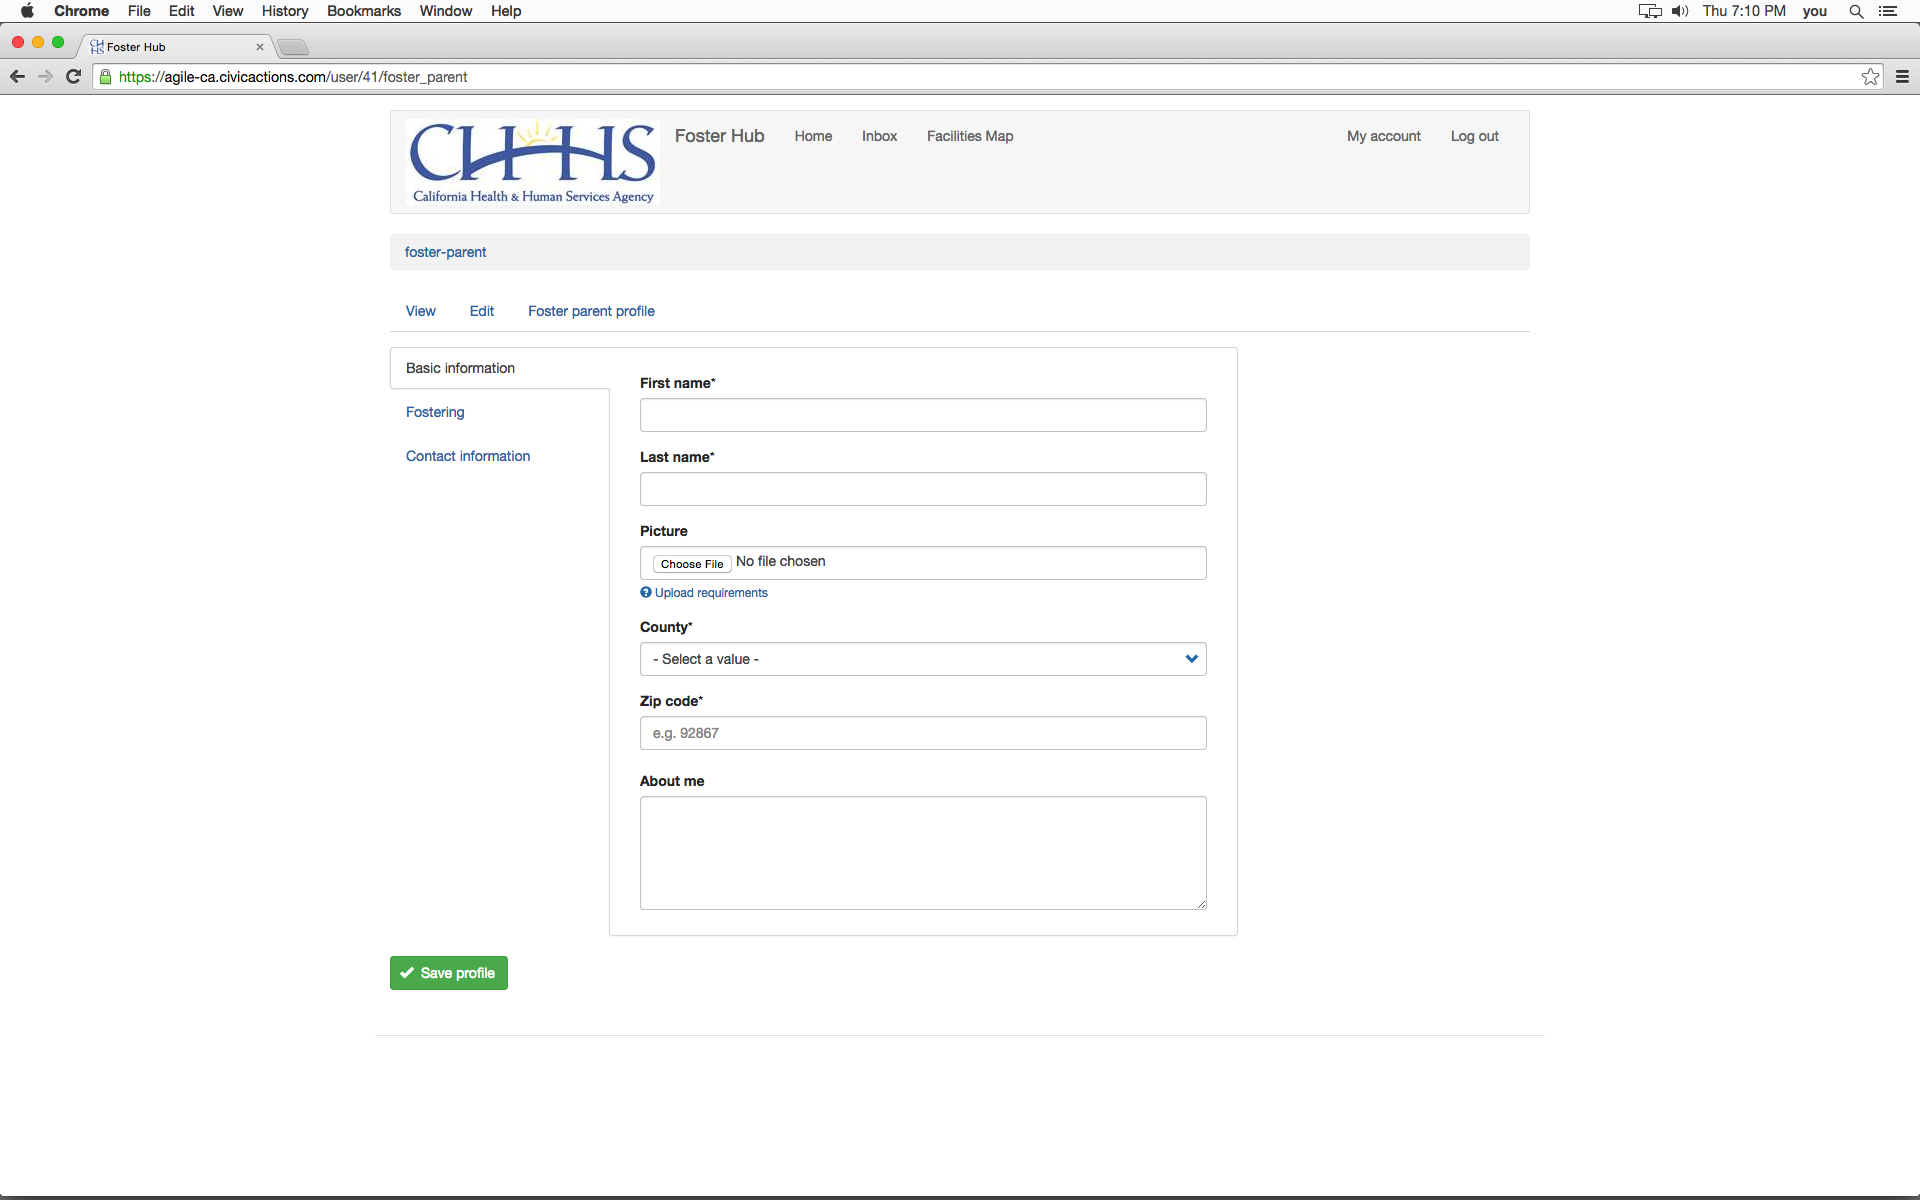 Chrome File Edit View History Bookmarks Window Help Thu 7:10 PM you
CHHS Foster Hub
https://agile-ca.civicactions.com/user/41/foster_parent
CHHS
California Health & Human Services Agency
Foster Hub Home Inbox Facilities Map My account Log out
foster-parent
View Edit Foster parent profile
Basic information
Fostering
Contact information
First name*
Last name*
Picture
Choose File No file chosen
Upload requirements
County*
- Select a value -
Zip code*
e.g. 92867
About me
Save profile